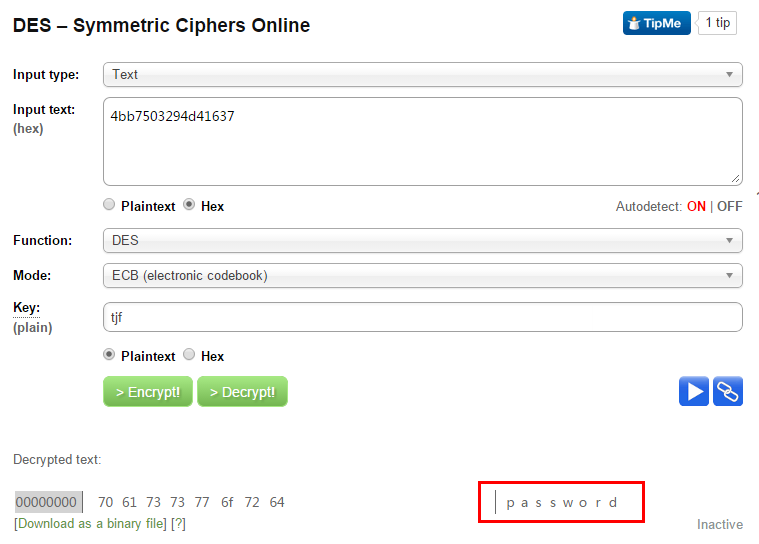 DES – Symmetric Ciphers Online
TipMe 1 tip
Input type: Text
Input text: 4bb7503294d41637
(hex)
Plaintext Hex Autodetect: ON | OFF
Function: DES
Mode: ECB (electronic codebook)
Key: tjf
(plain)
Plaintext Hex
> Encrypt! > Decrypt!
Decrypted text:
00000000 70 61 73 73 77 6f 72 64 p a s s w o r d
[Download as a binary file] [?] Inactive